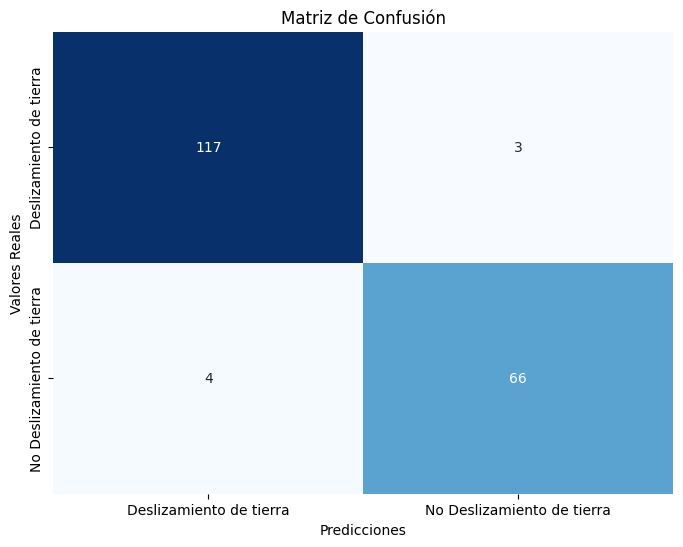 Matriz de Confusión
Valores Reales
Deslizamiento de tierra
117
3
No Deslizamiento de tierra
4
66
Deslizamiento de tierra
No Deslizamiento de tierra
Predicciones